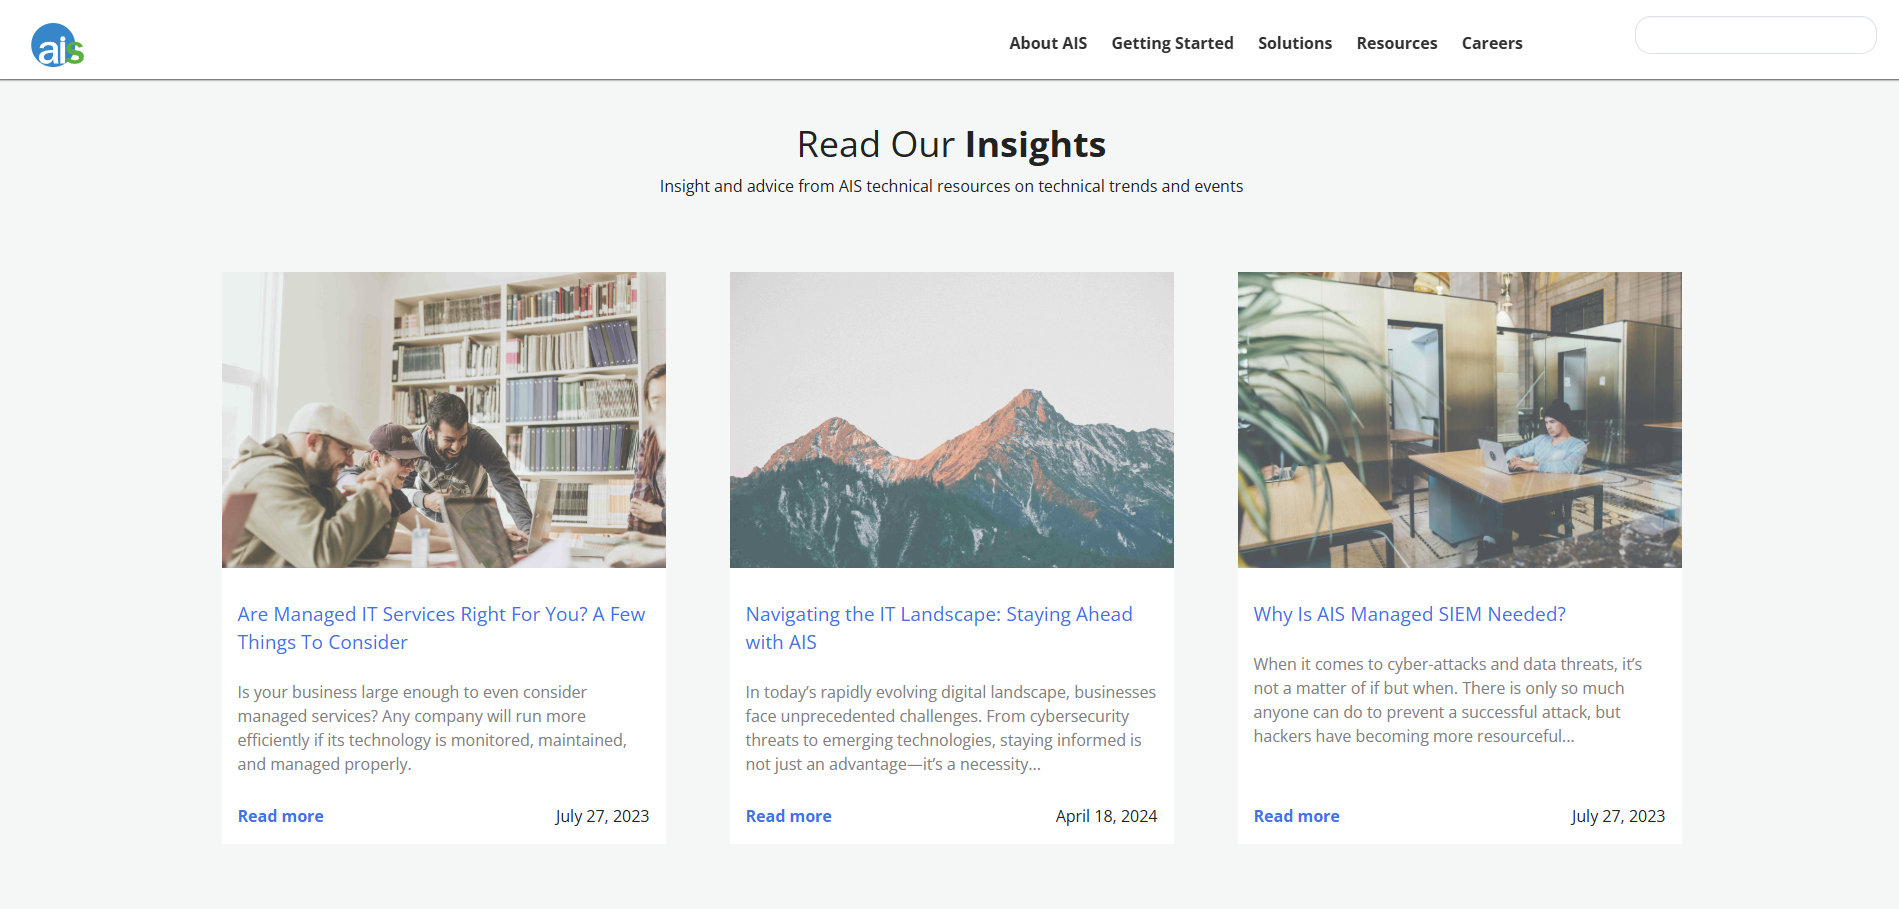 ais
About AIS
Getting Started
Solutions
Resources
Careers
Read Our Insights
Insight and advice from AIS technical resources on technical trends and events
Are Managed IT Services Right For You? A Few
Things To Consider
Is your business large enough to even consider
managed services? Any company will run more
efficiently if its technology is monitored, maintained,
and managed properly.
Read more
July 27, 2023
Navigating the IT Landscape: Staying Ahead
with AIS
In today’s rapidly evolving digital landscape, businesses
face unprecedented challenges. From cybersecurity
threats to emerging technologies, staying informed is
not just an advantage—it’s a necessity...
Read more
April 18, 2024
Why Is AIS Managed SIEM Needed?
When it comes to cyber-attacks and data threats, it’s
not a matter of if but when. There is only so much
anyone can do to prevent a successful attack, but
hackers have becoming more resourceful...
Read more
July 27, 2023